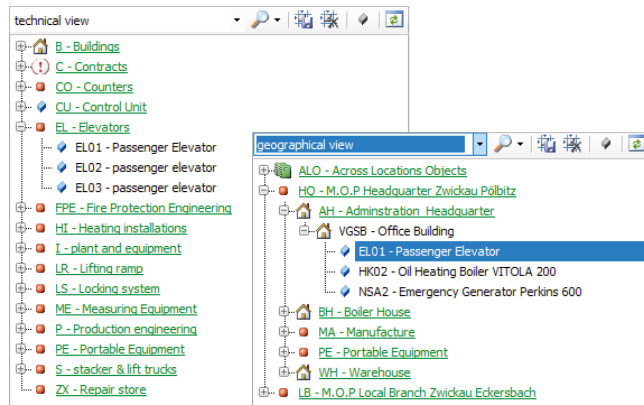 technical view
B - Buildings
C - Contracts
CO - Counters
CU - Control Unit
EL - Elevators
EL01 - Passenger Elevator
EL02 - passenger Elevator
EL03 - passenger elevator
FPE - Fire Protection Engineering
HI - Heating installations
I - plant and equipment
LR - Lifting ramp
LS - Locking system
ME - Measuring Equipment
P - Production engineering
PE - Portable Equipment
S - stacker & lift trucks
ZX - Repair store
geographical view
ALO - Across Locations Objects
HQ - M.O.P Headquarter Zwickau Pölbitz
AH - Adminstration Headquarter
VGSB - Office Building
EL01 - Passenger Elevator
HK02 - Oil Heating Boiler VITOLA 200
NSA2 - Emergency Generator Perkins 600
BH - Boiler House
MA - Manufacture
PE - Portable Equipment
WH - Warehouse
LB - M.O.P Local Branch Zwickau Eckersbach